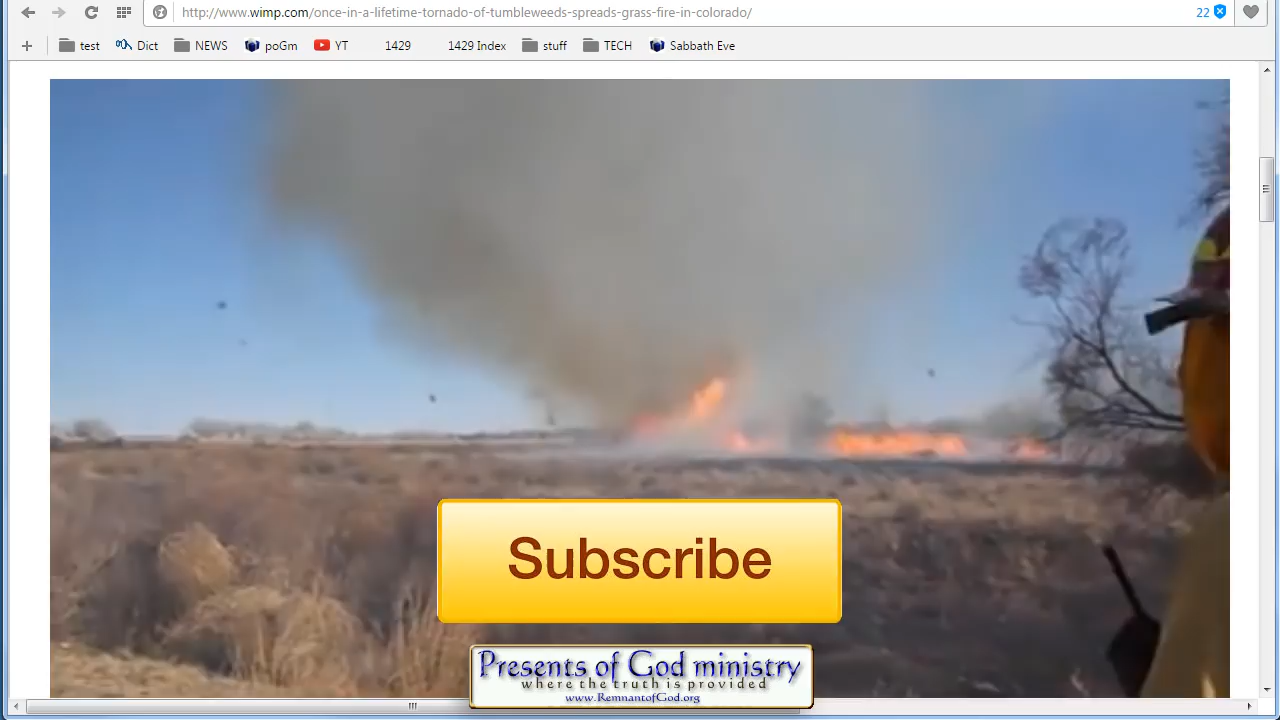 http://www.wimp.com/once-in-a-lifetime-tornado-of-tumbleweeds-spreads-grass-fire-in-colorado/
22
test Dict NEWS poGm YT 1429 1429 Index stuff TECH Sabbath Eve
Subscribe
Presents of God ministry
where the truth is provided
www.RemnantofGod.org